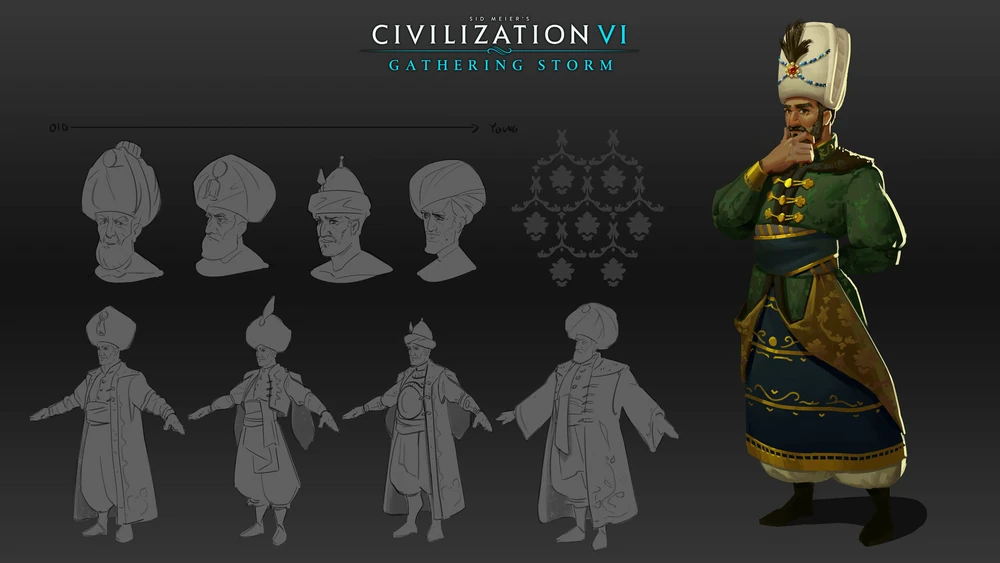 SID MEIER'S
CIVILIZATION VI
GATHERING STORM
OLD
YOUNG